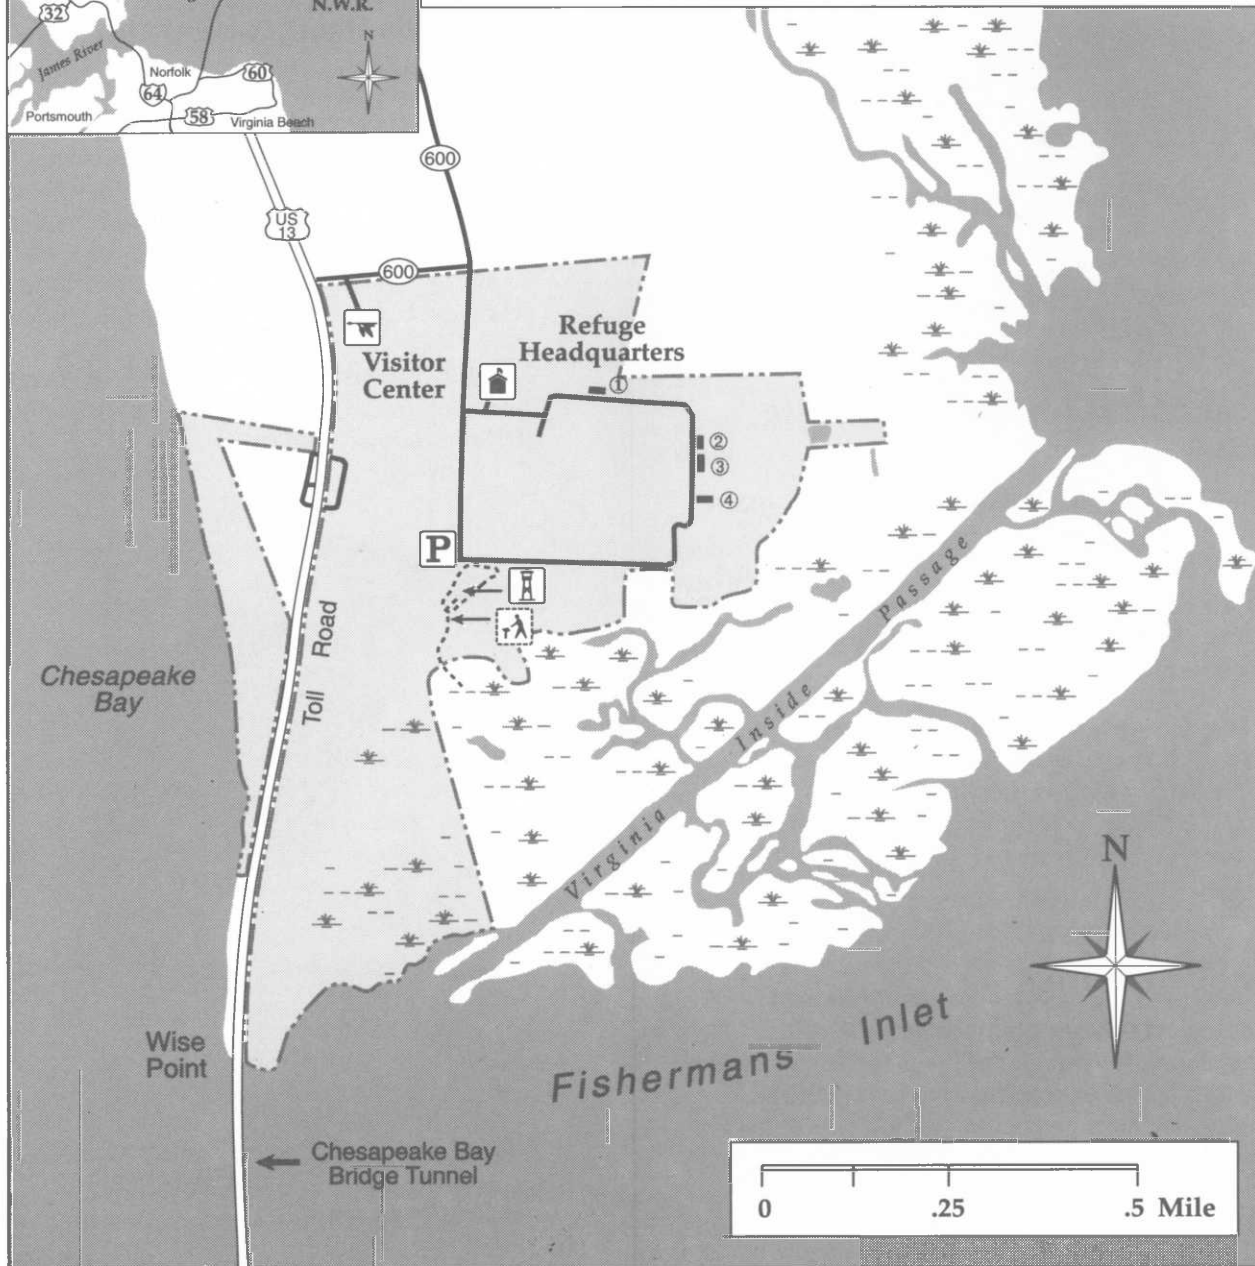 N.W.R.
32
James River
N
Norfolk
60
64
Portsmouth
58
Virginia Beach
600
US
13
600
Refuge
Headquarters
Visitor
Center
①
②
③
④
P
Virginia Inside Passage
Toll Road
Chesapeake
Bay
N
Wise
Point
Fishermans Inlet
Chesapeake Bay
Bridge Tunnel
0 .25 .5 Mile